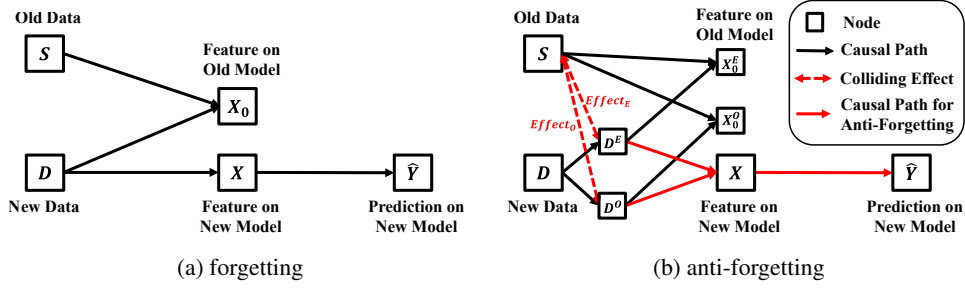 Old Data
S
Feature on
Old Model
X₀
D
New Data
X
Feature on
New Model
Ŷ
Prediction on
New Model
(a) forgetting
Old Data
S
Feature on
Old Model
X₀ᴱ
X₀ᴼ
Effect_E
Effect_O
Dᴱ
D
New Data
Dᴼ
X
Feature on
New Model
Ŷ
Prediction on
New Model
Node
Causal Path
Colliding Effect
Causal Path for
Anti-Forgetting
(b) anti-forgetting